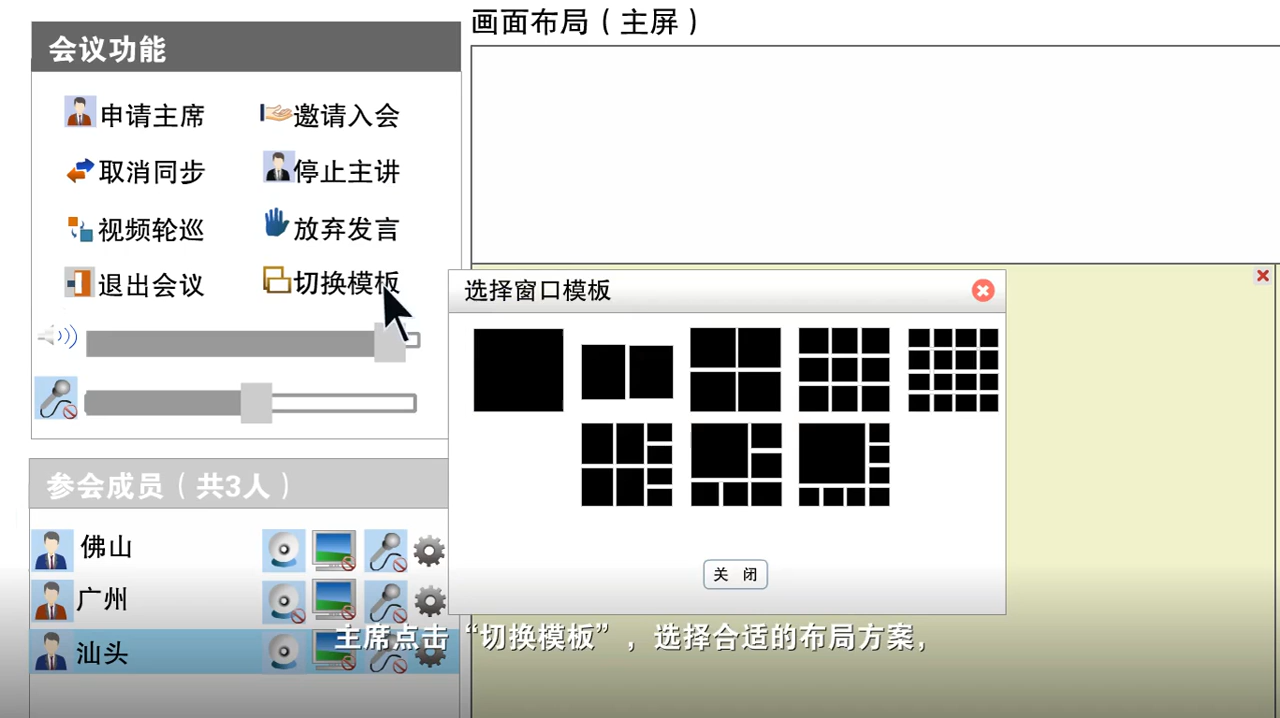 画面布局（主屏）
会议功能
申请主席 邀请入会
取消同步 停止主讲
视频轮巡 放弃发言
退出会议 切换模板
选择窗口模板
关 闭
参会成员（共3人）
佛山
广州
汕头
主席点击“切换模板”，选择合适的布局方案，